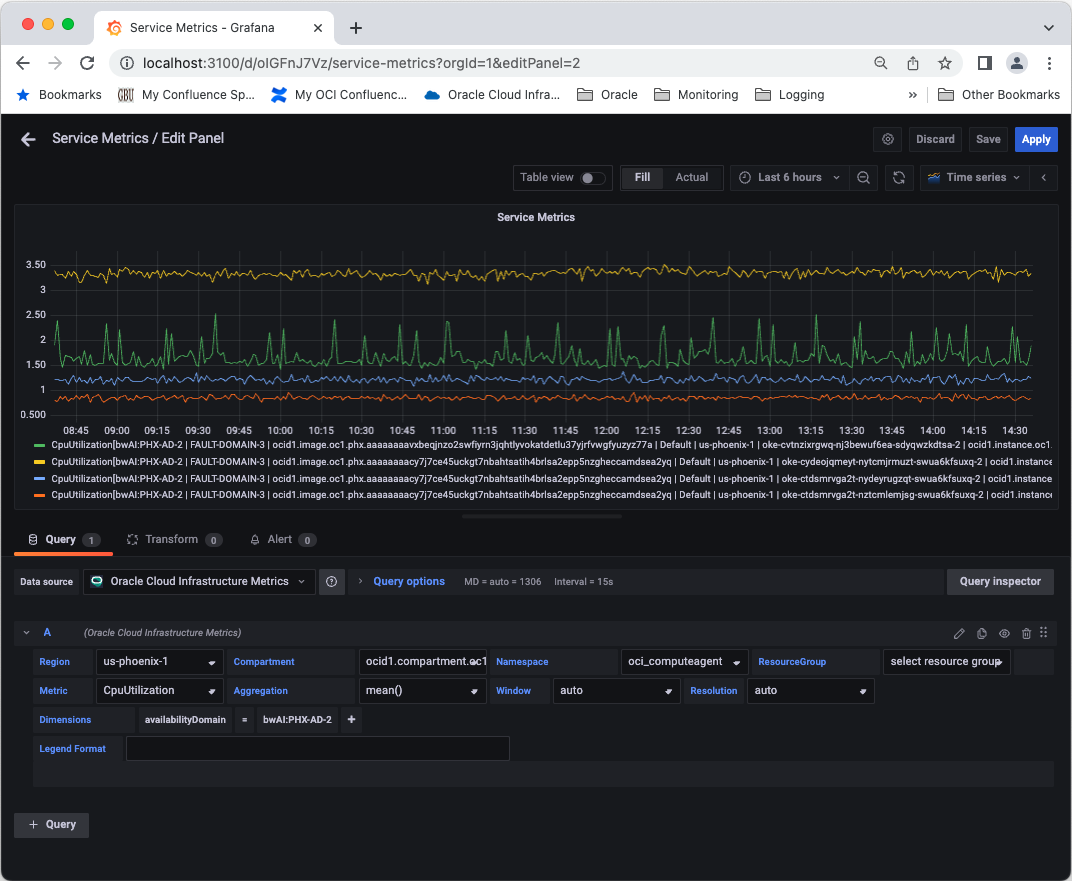 Service Metrics - Grafana
localhost:3100/d/oIGFnJ7Vz/service-metrics?orgId=1&editPanel=2
Bookmarks My Confluence Sp... My OCI Confluenc... Oracle Cloud Infra... Oracle Monitoring Logging » Other Bookmarks
Service Metrics / Edit Panel Discard Save Apply
Table view Fill Actual Last 6 hours Time series
Service Metrics
3.50
3
2.50
2
1.50
1
0.500
08:45 09:00 09:15 09:30 09:45 10:00 10:15 10:30 10:45 11:00 11:15 11:30 11:45 12:00 12:15 12:30 12:45 13:00 13:15 13:30 13:45 14:00 14:15 14:30
CpuUtilization[bwAI:PHX-AD-2 | FAULT-DOMAIN-3 | ocid1.image.oc1.phx.aaaaaaaavxbeqjnzo2swfiyrn3jqhtlyvokatdetlu37yjrfvwgfyuzyz77a | Default | us-phoenix-1 | oke-cvtnzixrgwq-nj3bewuf6ea-sdyqwzkdtsa-2 | ocid1.instance.oc1.
CpuUtilization[bwAI:PHX-AD-2 | FAULT-DOMAIN-3 | ocid1.image.oc1.phx.aaaaaaaacy7j7ce45uckgt7nbahtsatih4brlsa2epp5nzgheccamdsea2yq | Default | us-phoenix-1 | oke-cydeojqmeyt-nytcmjrmuzt-swua6kfsuxq-2 | ocid1.instance
CpuUtilization[bwAI:PHX-AD-2 | FAULT-DOMAIN-3 | ocid1.image.oc1.phx.aaaaaaaacy7j7ce45uckgt7nbahtsatih4brlsa2epp5nzgheccamdsea2yq | Default | us-phoenix-1 | oke-ctdsmrvga2t-nydeyrugzqt-swua6kfsuxq-2 | ocid1.instance
CpuUtilization[bwAI:PHX-AD-2 | FAULT-DOMAIN-3 | ocid1.image.oc1.phx.aaaaaaaacy7j7ce45uckgt7nbahtsatih4brlsa2epp5nzgheccamdsea2yq | Default | us-phoenix-1 | oke-ctdsmrvga2t-nztcmlemjsg-swua6kfsuxq-2 | ocid1.instance
Query 1 Transform 0 Alert 0
Data source Oracle Cloud Infrastructure Metrics Query options MD = auto = 1306 Interval = 15s Query inspector
A (Oracle Cloud Infrastructure Metrics)
Region us-phoenix-1 Compartment ocid1.compartment.oc1 Namespace oci_computeagent ResourceGroup select resource group
Metric CpuUtilization Aggregation mean() Window auto Resolution auto
Dimensions availabilityDomain = bwAI:PHX-AD-2 +
Legend Format
+ Query